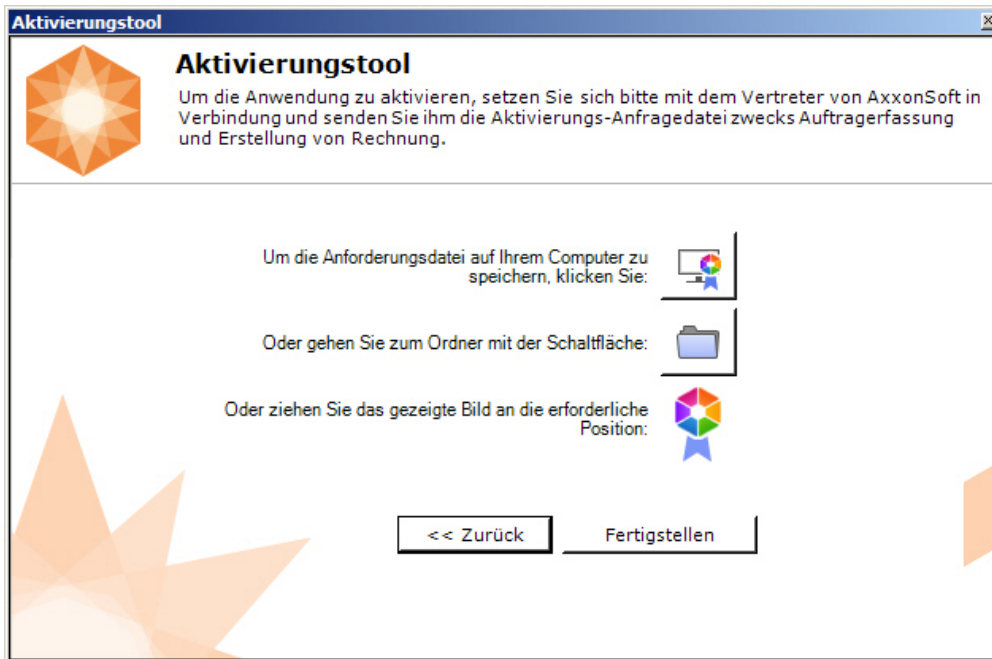 Aktivierungstool
Aktivierungstool
Um die Anwendung zu aktivieren, setzen Sie sich bitte mit dem Vertreter von AxxonSoft in
Verbindung und senden Sie ihm die Aktivierungs-Anfragedatei zwecks Auftragerfassung
und Erstellung von Rechnung.
Um die Anforderungsdatei auf Ihrem Computer zu
speichern, klicken Sie:
Oder gehen Sie zum Ordner mit der Schaltfläche:
Oder ziehen Sie das gezeigte Bild an die erforderliche
Position:
<< Zurück
Fertigstellen